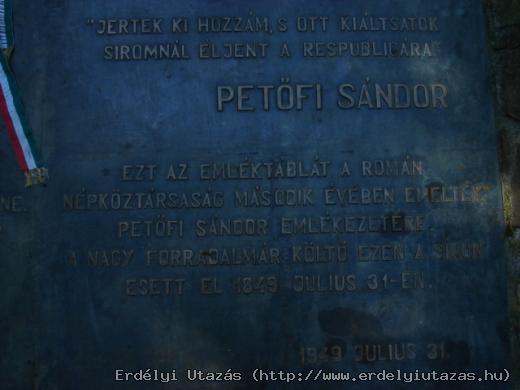 "JERTEK KI HOZZÁM, S OTT KIÁLTSATOK
SIROMNÁL ÉLJENT A RESPUBLICÁRA"
PETŐFI SÁNDOR
EZT AZ EMLÉKTÁBLÁT A ROMÁN
NÉPKÖZTÁRSASÁG MÁSODIK ÉVÉBEN EMELTÉK
PETŐFI SÁNDOR EMLÉKEZETÉRE.
A NAGY FORRADALMÁR KÖLTŐ EZEN A SIKON
ESETT EL 1849 JULIUS 31-ÉN.
1949 JULIUS 31.
NE.
Erdélyi Utazás (http://www.erdelyiutazas.hu)